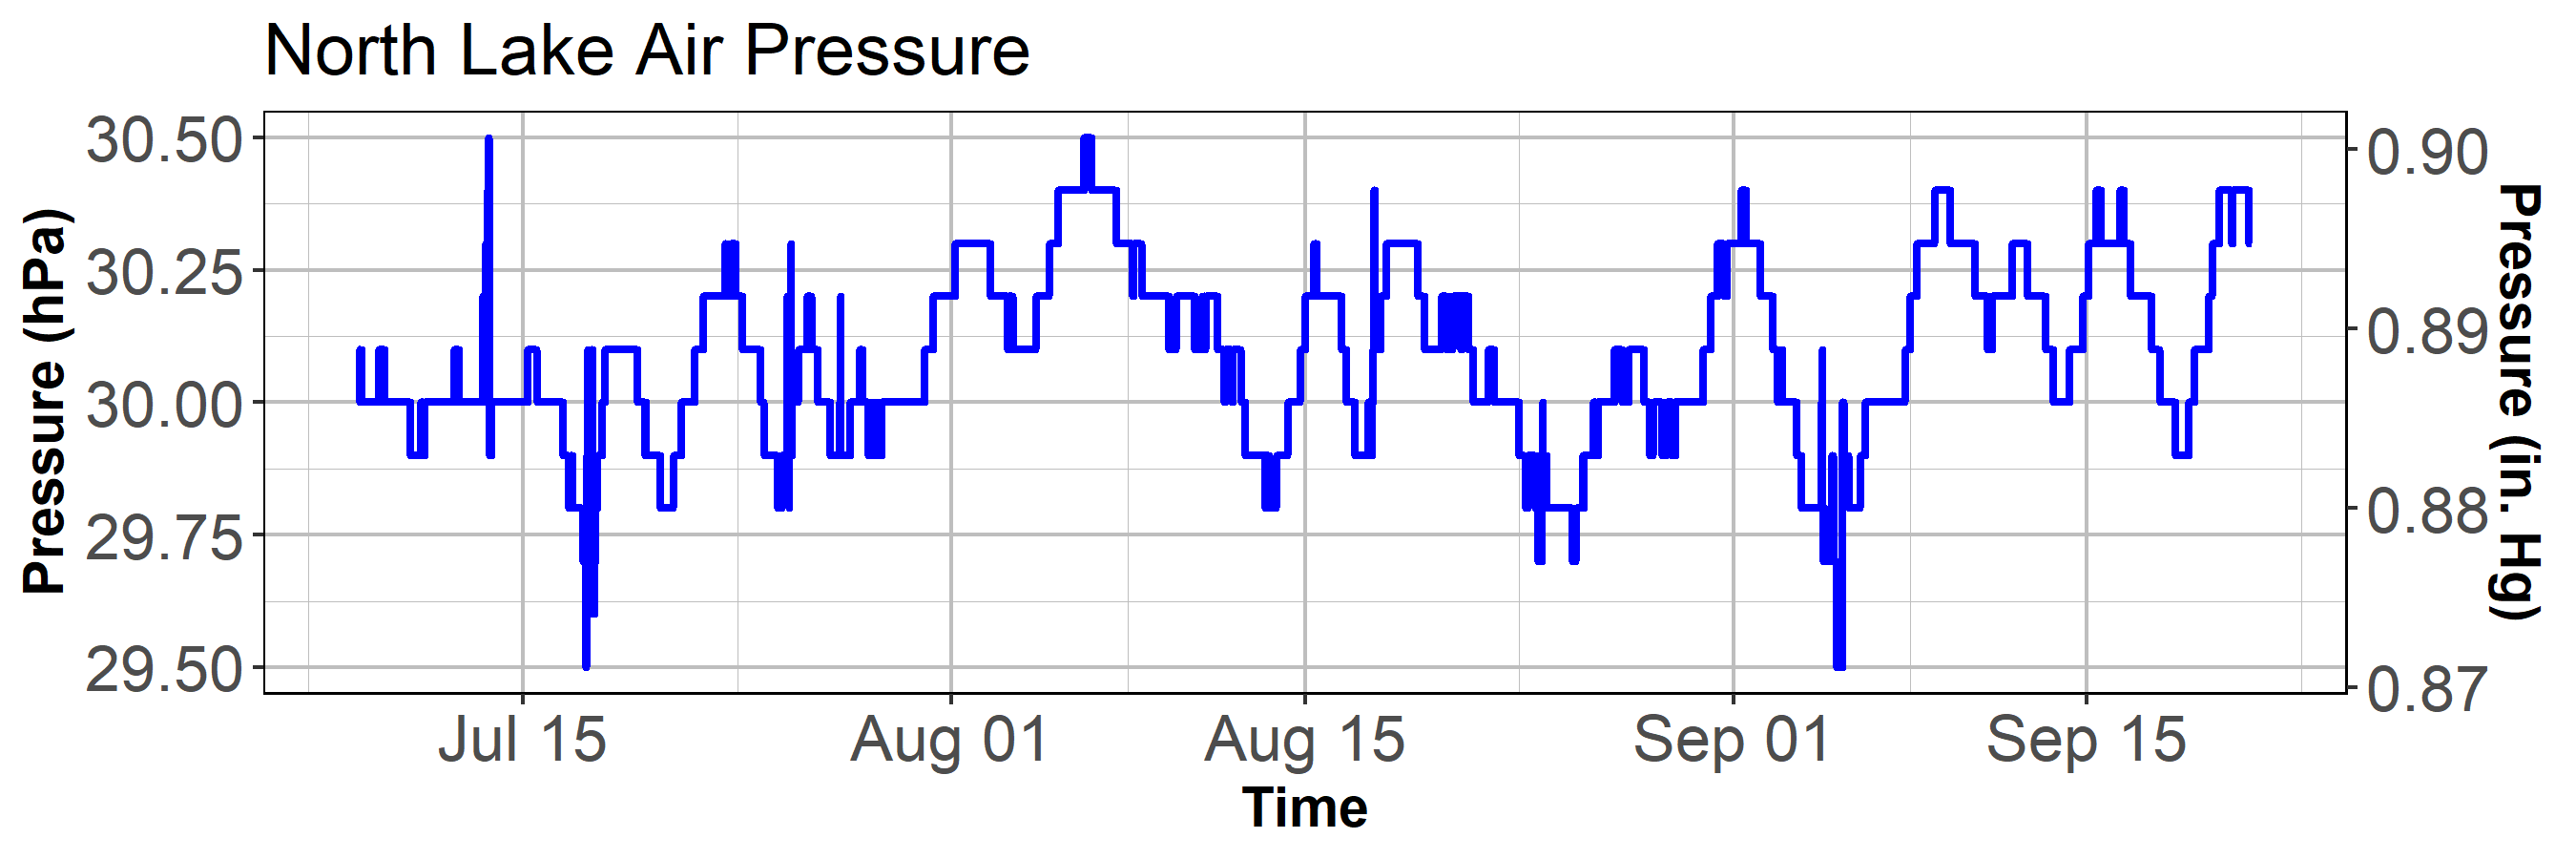 North Lake Air Pressure
Pressure (hPa)
30.50
30.25
30.00
29.75
29.50
0.90
0.89
0.88
0.87
Pressure (in. Hg)
Jul 15 Aug 01 Aug 15 Sep 01 Sep 15
Time